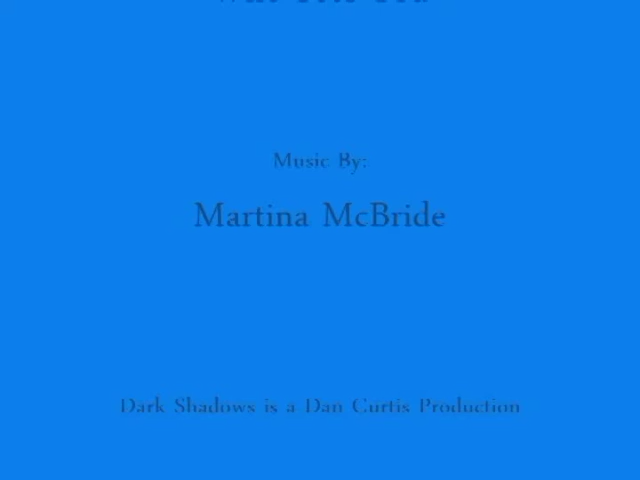 Music By:
Martina McBride
Dark Shadows is a Dan Curtis Production